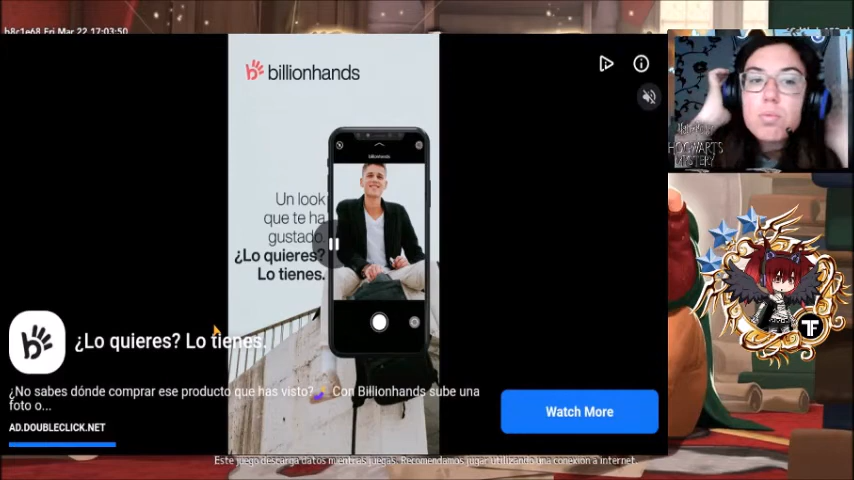 b8c1e68 Fri Mar 22 17:03:50
billionhands
billionhands
Un look
que te ha
gustado.
¿Lo quieres?
Lo tienes.
¿Lo quieres? Lo tienes.
¿No sabes dónde comprar ese producto que has visto? Con Billionhands sube una
foto o...
AD.DOUBLECLICK.NET
Watch More
HOGWARTS
MYSTERY
TF
Este juego descarga datos mientras juegas. Recomendamos jugar utilizando una conexión a internet.